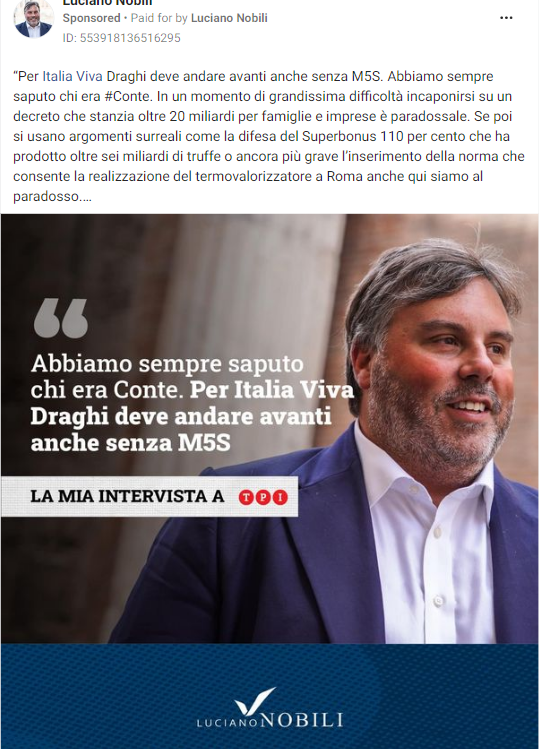 Luciano Nobili
Sponsored • Paid for by Luciano Nobili
ID: 553918136516295
“Per Italia Viva Draghi deve andare avanti anche senza M5S. Abbiamo sempre
saputo chi era #Conte. In un momento di grandissima difficoltà incaponirsi su un
decreto che stanzia oltre 20 miliardi per famiglie e imprese è paradossale. Se poi
si usano argomenti surreali come la difesa del Superbonus 110 per cento che ha
prodotto oltre sei miliardi di truffe o ancora più grave l’inserimento della norma che
consente la realizzazione del termovalorizzatore a Roma anche qui siamo al
paradosso....
“
Abbiamo sempre saputo
chi era Conte. Per Italia Viva
Draghi deve andare avanti
anche senza M5S
LA MIA INTERVISTA A TPI
LUCIANO NOBILI